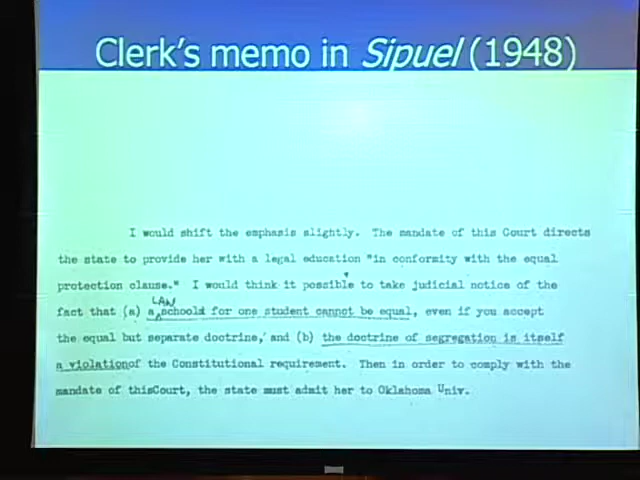 Clerk's memo in Sipuel (1948)
I would shift the emphasis slightly. The mandate of this Court directs
the state to provide her with a legal education "in conformity with the equal
protection clause." I would think it possible to take judicial notice of the
LAW
fact that (a) a schoold for one student cannot be equal, even if you accept
the equal but separate doctrine, and (b) the doctrine of segregation is itself
a violationof the Constitutional requirement. Then in order to comply with the
mandate of thisCourt, the state must admit her to Oklahoma Univ.